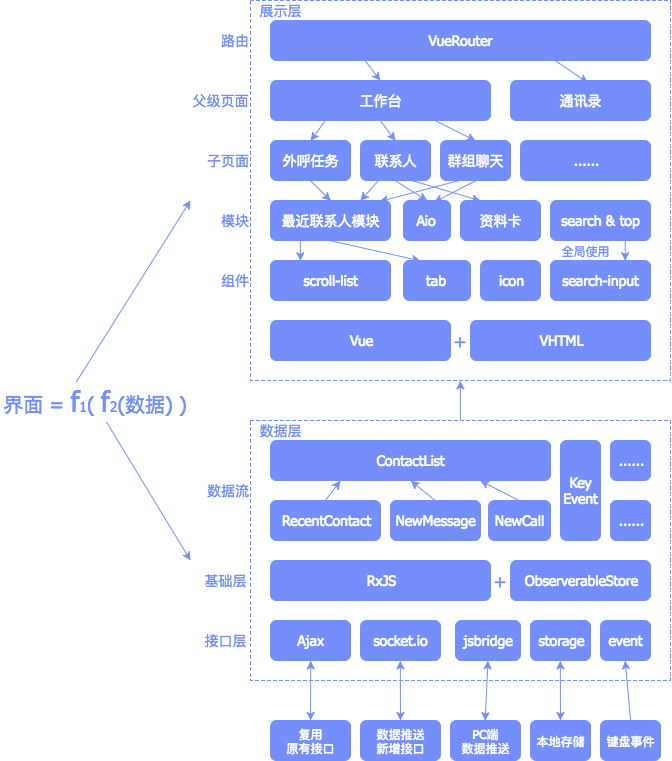 展示层
路由
VueRouter
父级页面
工作台
通讯录
子页面
外呼任务
联系人
群组聊天
......
模块
最近联系人模块
Aio
资料卡
search & top
全局使用
组件
scroll-list
tab
icon
search-input
Vue
+
VHTML
界面 = f1( f2(数据) )
数据层
数据流
ContactList
Key
Event
......
RecentContact
NewMessage
NewCall
......
基础层
RxJS
+
ObserverableStore
接口层
Ajax
socket.io
jsbridge
storage
event
复用
原有接口
数据推送
新增接口
PC端
数据推送
本地存储
键盘事件